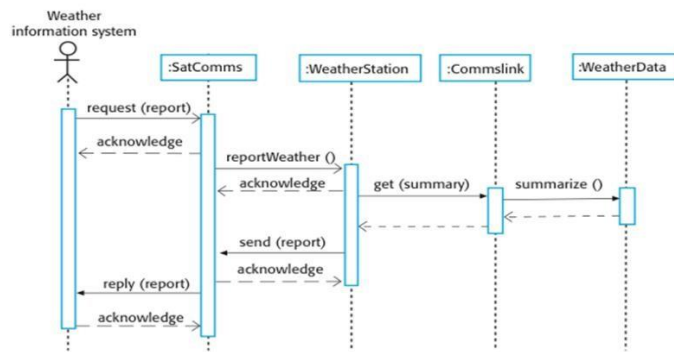 Weather
information system
:SatComms
:WeatherStation
:Commslink
:WeatherData
request (report)
acknowledge
reportWeather ()
acknowledge
get (summary)
summarize ()
send (report)
acknowledge
reply (report)
acknowledge